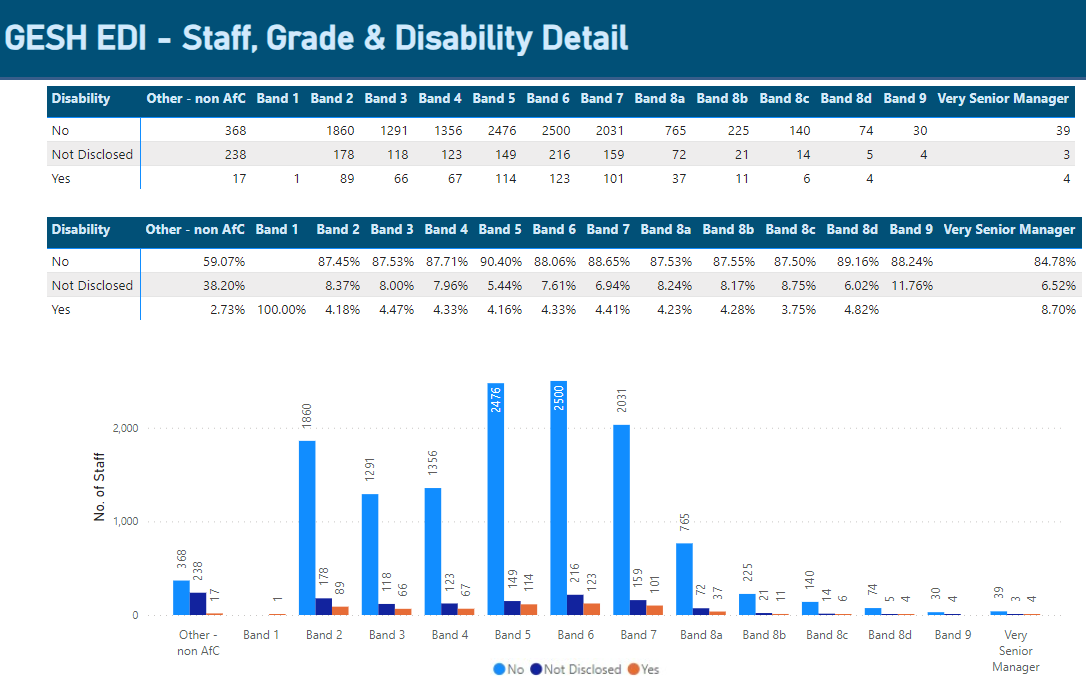 GESH EDI – Staff, Grade & Disability Detail
Disability Other - non AfC Band 1 Band 2 Band 3 Band 4 Band 5 Band 6 Band 7 Band 8a Band 8b Band 8c Band 8d Band 9 Very Senior Manager
No 368 1860 1291 1356 2476 2500 2031 765 225 140 74 30 39
Not Disclosed 238 178 118 123 149 216 159 72 21 14 5 4 3
Yes 17 1 89 66 67 114 123 101 37 11 6 4 4
Disability Other - non AfC Band 1 Band 2 Band 3 Band 4 Band 5 Band 6 Band 7 Band 8a Band 8b Band 8c Band 8d Band 9 Very Senior Manager
No 59.07% 87.45% 87.53% 87.71% 90.40% 88.06% 88.65% 87.53% 87.55% 87.50% 89.16% 88.24% 84.78%
Not Disclosed 38.20% 8.37% 8.00% 7.96% 5.44% 7.61% 6.94% 8.24% 8.17% 8.75% 6.02% 11.76% 6.52%
Yes 2.73% 100.00% 4.18% 4.47% 4.33% 4.16% 4.33% 4.41% 4.23% 4.28% 3.75% 4.82% 8.70%
No. of Staff
2,000
1,000
0
368 238 17 1 1860 178 89 1291 118 66 1356 123 67 2476 149 114 2500 216 123 2031 159 101 765 72 37 225 21 11 140 14 6 74 5 4 30 4 39 3 4
Other - Band 1 Band 2 Band 3 Band 4 Band 5 Band 6 Band 7 Band 8a Band 8b Band 8c Band 8d Band 9 Very
non AfC Senior
Manager
No Not Disclosed Yes